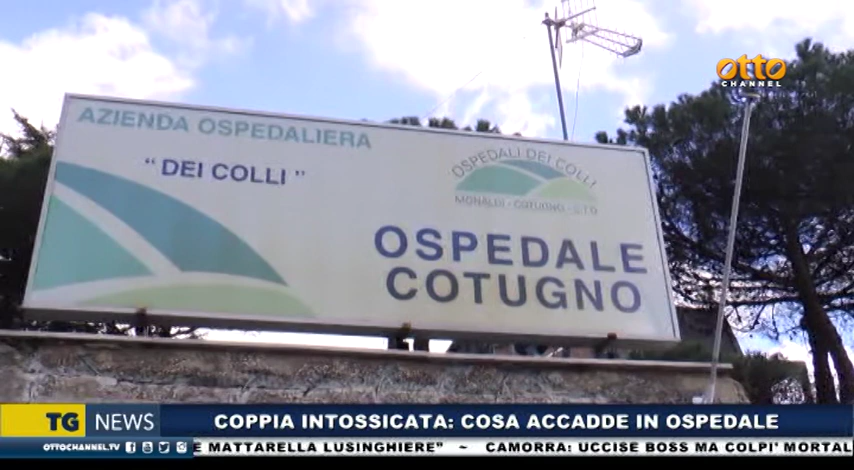 otto
CHANNEL
AZIENDA OSPEDALIERA
“ DEI COLLI ”
OSPEDALI DEI COLLI
MONALDI - COTUGNO - C.T.O
OSPEDALE
COTUGNO
TG NEWS
COPPIA INTOSSICATA: COSA ACCADDE IN OSPEDALE
OTTOCHANNEL.TV
E MATTARELLA LUSINGHIERE” ~ CAMORRA: UCCISE BOSS MA COLPI' MORTAL